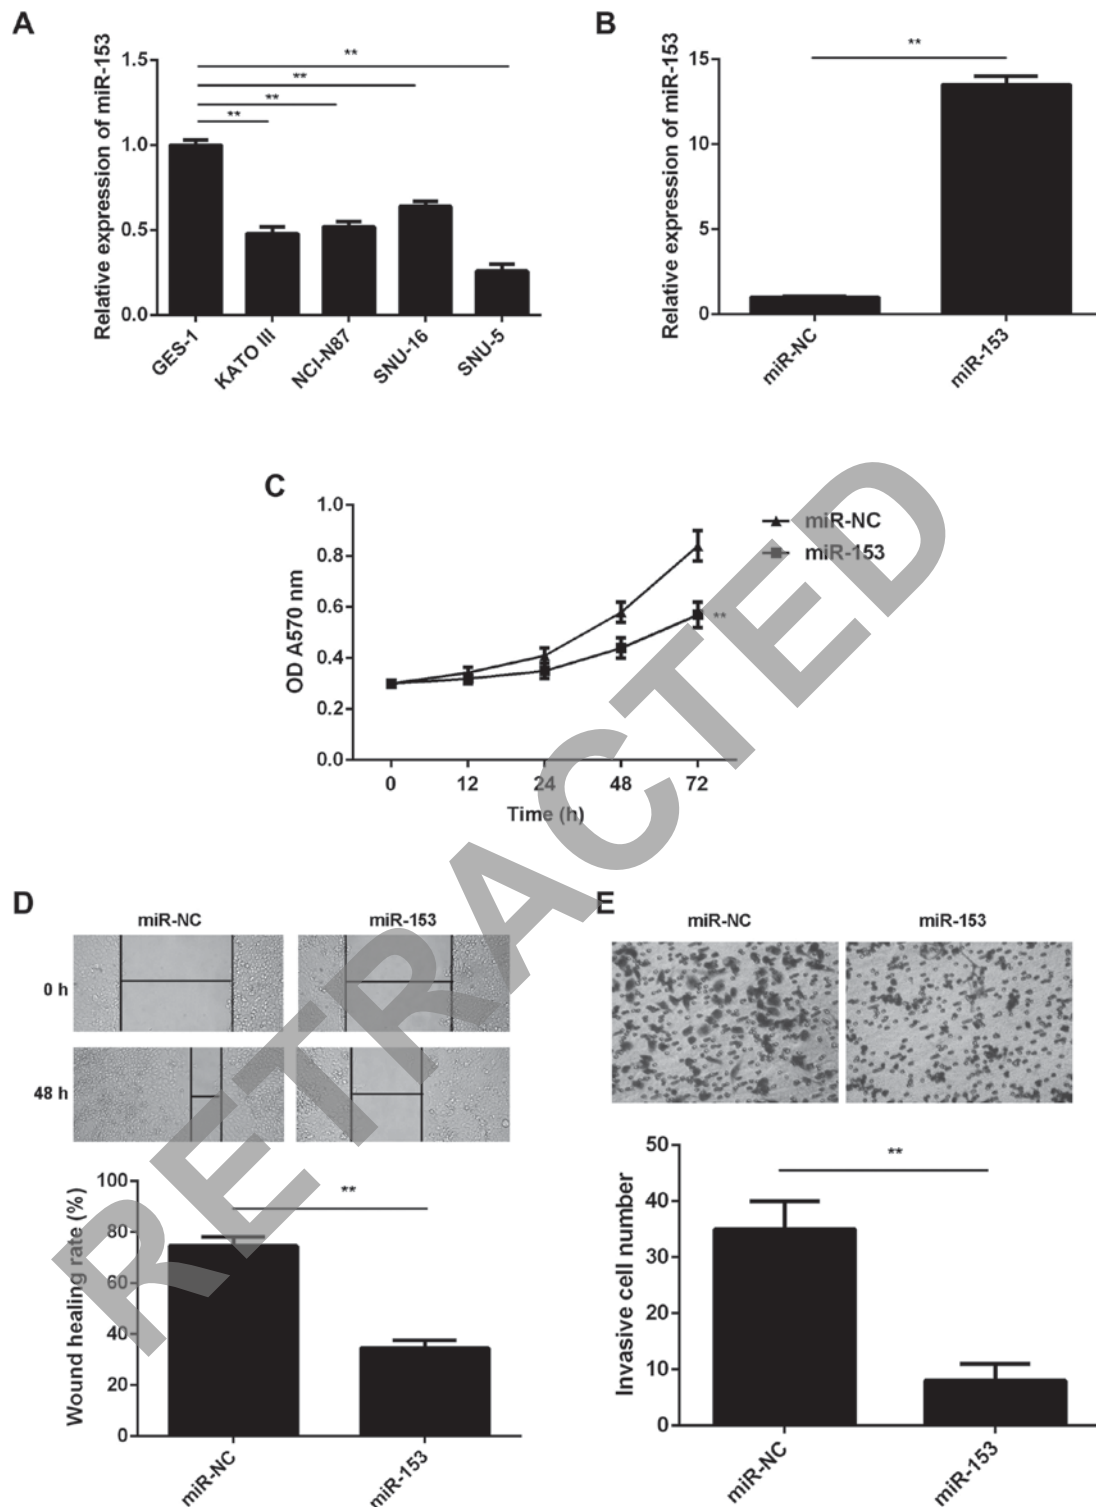 A
Relative expression of miR-153
1.5
1.0
0.5
0.0
**
**
**
**
GES-1
KATO III
NCI-N87
SNU-16
SNU-5
B
Relative expression of miR-153
15
10
5
0
**
miR-NC
miR-153
C
OD A570 nm
1.0
0.8
0.6
0.4
0.2
0.0
miR-NC
miR-153
**
0 12 24 48 72
Time (h)
D
miR-NC miR-153
0 h
48 h
Wound healing rate (%)
100
80
60
40
20
0
**
miR-NC
miR-153
E
miR-NC miR-153
Invasive cell number
50
40
30
20
10
0
**
miR-NC
miR-153
RETRACTED